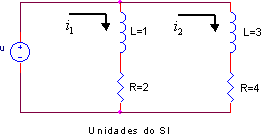 i1
i2
L=1
L=3
u
R=2
R=4
Unidades do SI